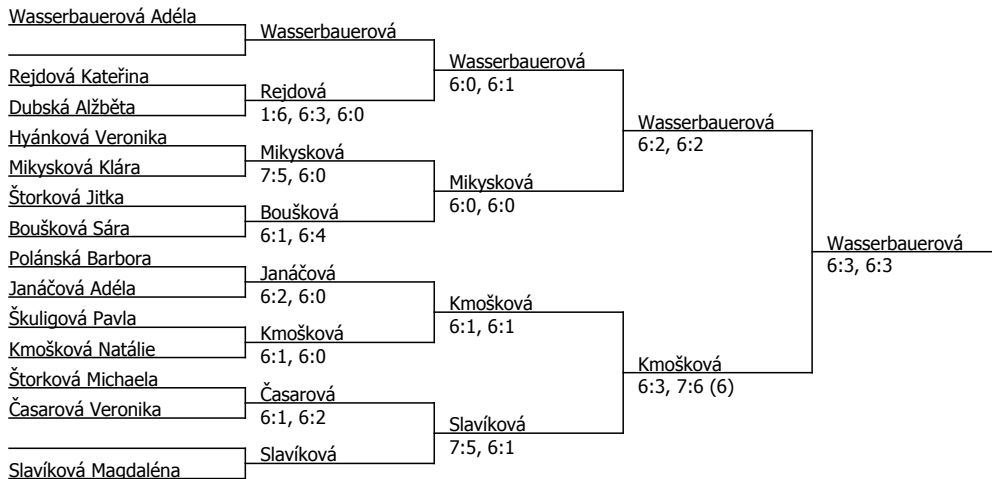 Wasserbauerová Adéla
Wasserbauerová
Wasserbauerová
6:0, 6:1
Rejdová Kateřina
Rejdová
1:6, 6:3, 6:0
Dubská Alžběta
Wasserbauerová
6:2, 6:2
Hyánková Veronika
Mikysková
7:5, 6:0
Mikysková Klára
Mikysková
6:0, 6:0
Štorková Jitka
Boušková
6:1, 6:4
Boušková Sára
Wasserbauerová
6:3, 6:3
Polánská Barbora
Janáčová
6:2, 6:0
Janáčová Adéla
Kmošková
6:1, 6:1
Škuligová Pavla
Kmošková
6:1, 6:0
Kmošková Natálie
Kmošková
6:3, 7:6 (6)
Štorková Michaela
Časarová
6:1, 6:2
Časarová Veronika
Slavíková
7:5, 6:1
Slavíková
Slavíková Magdaléna